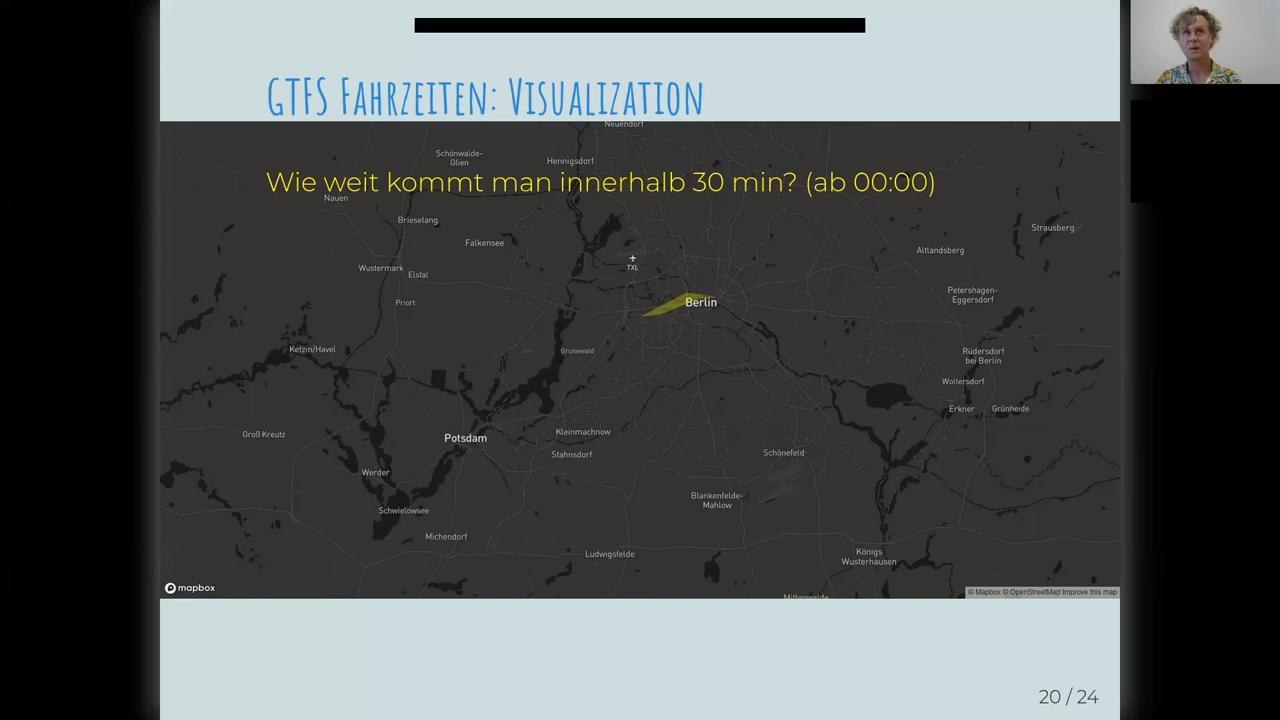 GTFS Fahrzeiten: Visualization
Neuendorf
Schönwalde-
Glien
Hennigsdorf
Wie weit kommt man innerhalb 30 min? (ab 00:00)
Nauen
Brieselang
Strausberg
Falkensee
Altlandsberg
TXL
Wustermark
Elstal
Petershagen-
Eggersdorf
Priort
Berlin
Ketzin/Havel
Grunewald
Rüdersdorf
bei Berlin
Woltersdorf
Erkner
Grünheide
Groß Kreutz
Potsdam
Kleinmachnow
Stahnsdorf
Schönefeld
Werder
Blankenfelde-
Mahlow
Schwielowsee
Michendorf
Ludwigsfelde
Königs
Wusterhausen
mapbox
© Mapbox © OpenStreetMap Improve this map
Mittenwalde
20 / 24